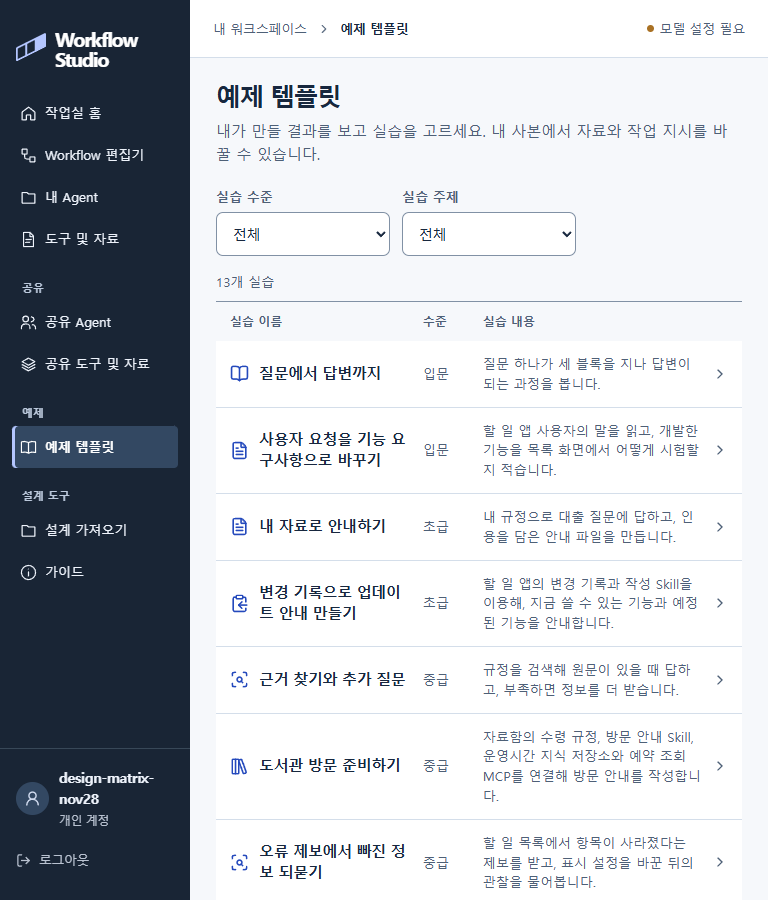 Workflow
Studio
작업실 홈
Workflow 편집기
내 Agent
도구 및 자료
공유
공유 Agent
공유 도구 및 자료
예제
예제 템플릿
설계 도구
설계 가져오기
가이드
design-matrix-
nov28
개인 계정
로그아웃
내 워크스페이스 > 예제 템플릿
모델 설정 필요
예제 템플릿
내가 만들 결과를 보고 실습을 고르세요. 내 사본에서 자료와 작업 지시를 바
꿀 수 있습니다.
실습 수준 실습 주제
전체 전체
13개 실습
실습 이름 수준 실습 내용
질문에서 답변까지 입문
질문 하나가 세 블록을 지나 답변이
되는 과정을 봅니다.
사용자 요청을 기능 요
구사항으로 바꾸기
입문
할 일 앱 사용자의 말을 읽고, 개발한
기능을 목록 화면에서 어떻게 시험할
지 적습니다.
내 자료로 안내하기 초급
내 규정으로 대출 질문에 답하고, 인
용을 담은 안내 파일을 만듭니다.
변경 기록으로 업데이
트 안내 만들기
초급
할 일 앱의 변경 기록과 작성 Skill을
이용해, 지금 쓸 수 있는 기능과 예정
된 기능을 안내합니다.
근거 찾기와 추가 질문 중급
규정을 검색해 원문이 있을 때 답하
고, 부족하면 정보를 더 받습니다.
도서관 방문 준비하기 중급
자료함의 수령 규정, 방문 안내 Skill,
운영시간 지식 저장소와 예약 조회
MCP를 연결해 방문 안내를 작성합니
다.
오류 제보에서 빠진 정
보 되묻기
중급
할 일 목록에서 항목이 사라졌다는
제보를 받고, 표시 설정을 바꾼 뒤의
관찰을 물어봅니다.